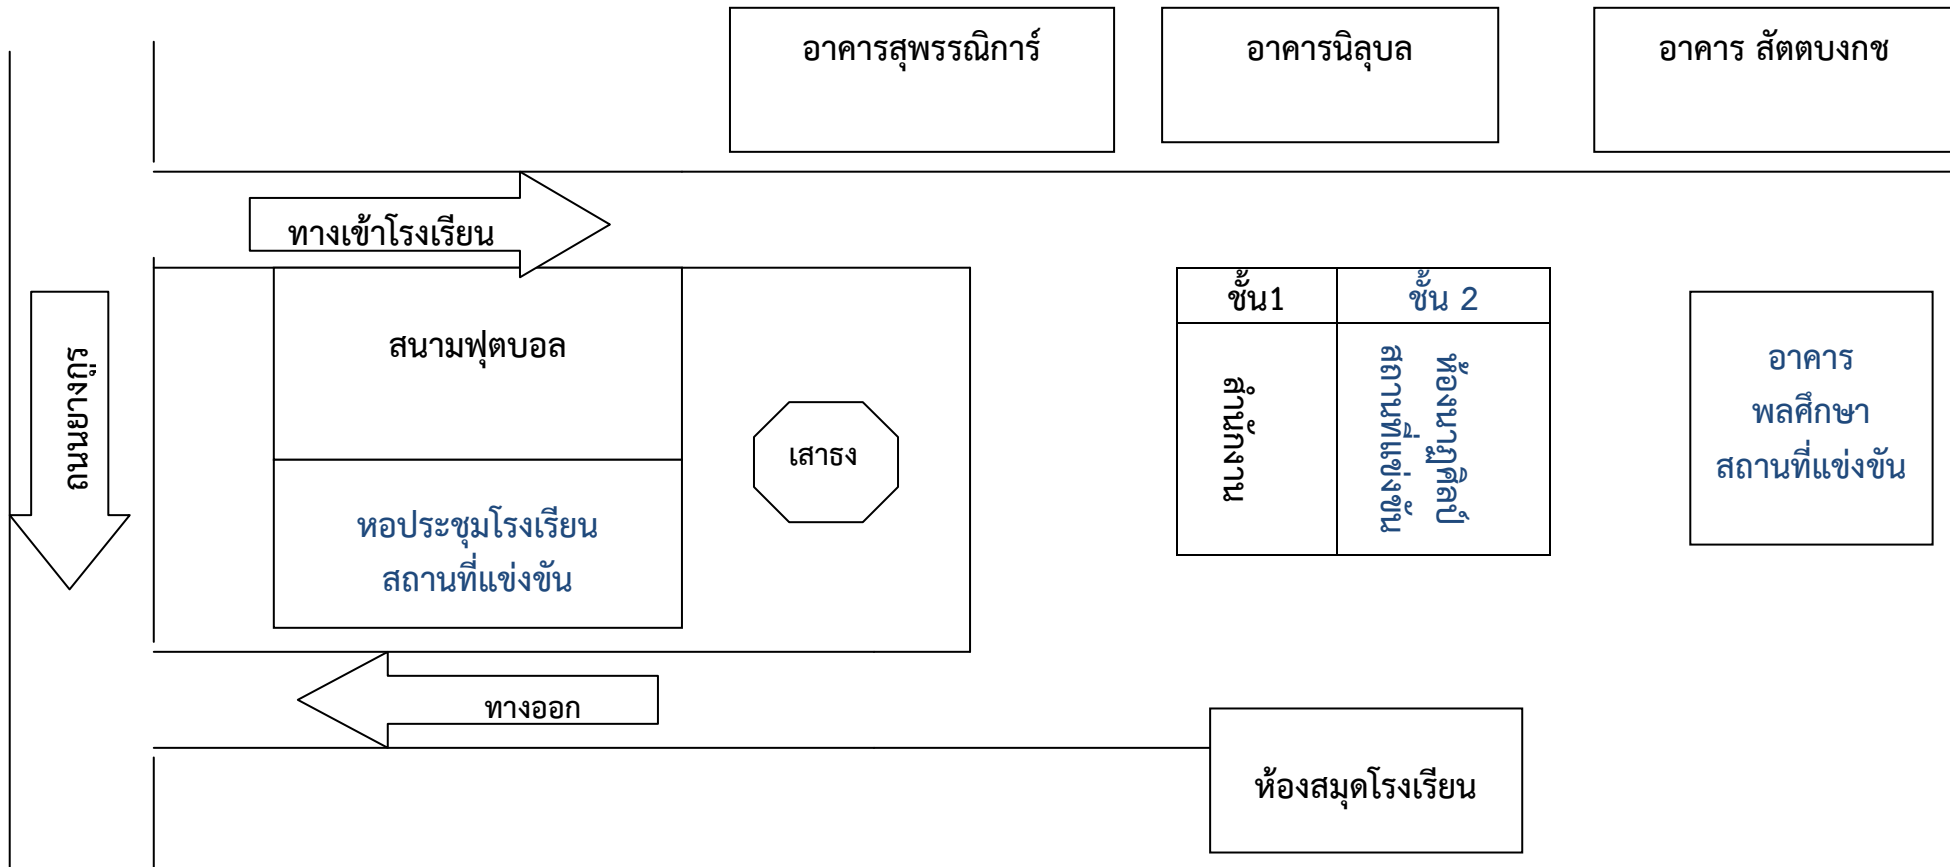 อาคารสุพรรณิการ์
อาคารนิลุบล
อาคาร สัตตบงกช
ทางเข้าโรงเรียน
ถนนยางกุ่ร
สนามฟุตบอล
หอประชุมโรงเรียน
สถานที่แข่งขัน
เสาธง
ชั้น1
ชั้น 2
สำนักงาน
ห้องนาฏศิลป์
สถานที่แข่งขัน
อาคาร
พลศึกษา
สถานที่แข่งขัน
ทางออก
ห้องสมุดโรงเรียน